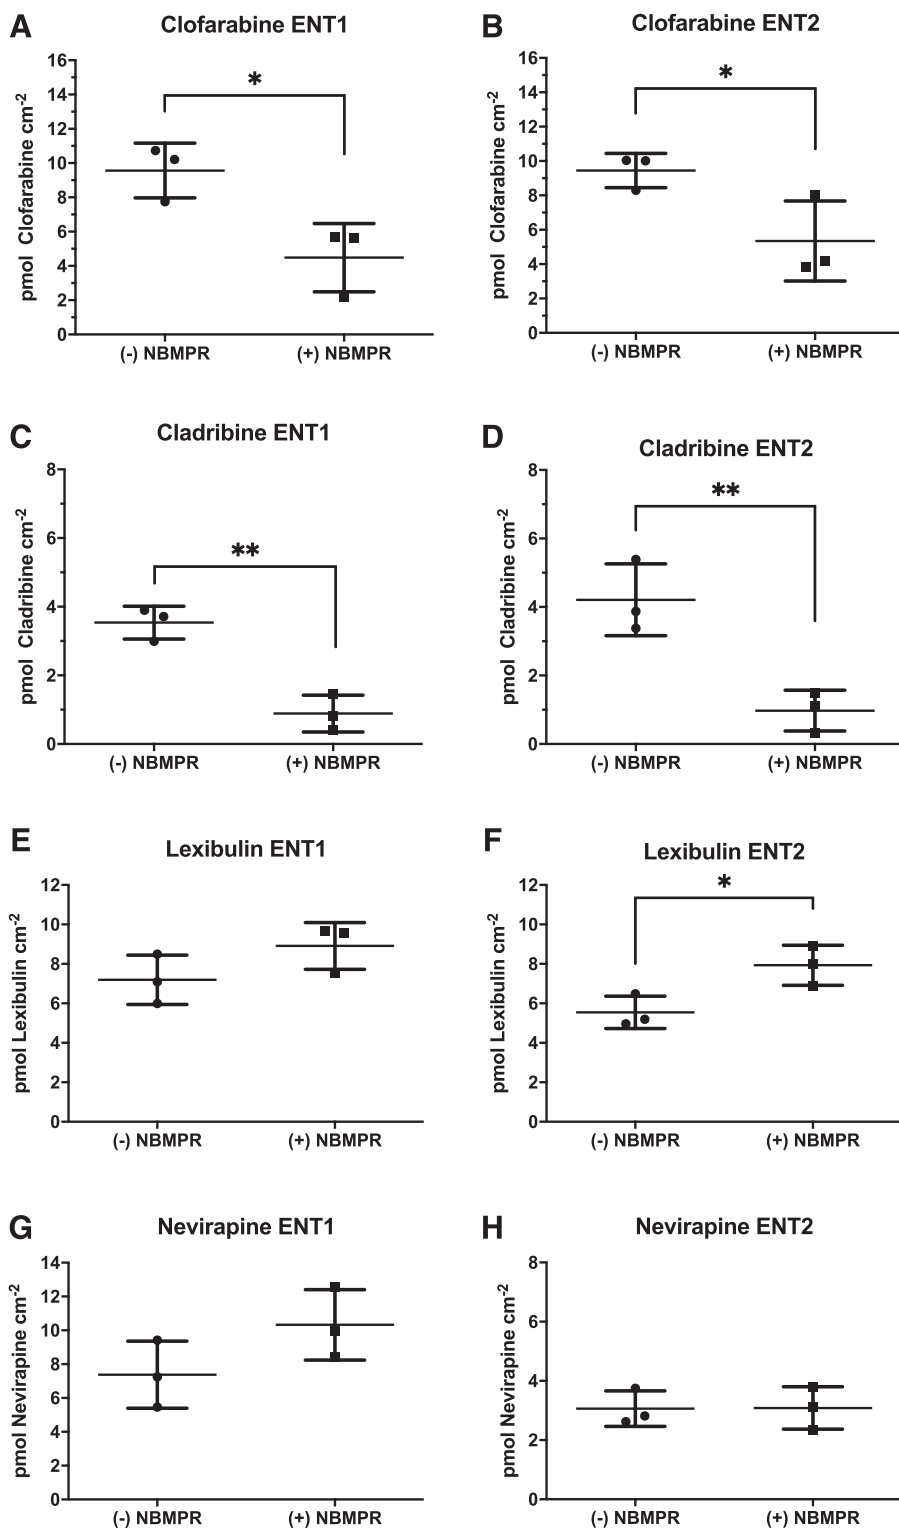 A
Clofarabine ENT1
pmol Clofarabine cm-2
16
14
12
10
8
6
4
2
0
*
(-) NBMPR
(+) NBMPR
B
Clofarabine ENT2
pmol Clofarabine cm-2
16
14
12
10
8
6
4
2
0
*
(-) NBMPR
(+) NBMPR
C
Cladribine ENT1
pmol Cladribine cm-2
8
6
4
2
0
**
(-) NBMPR
(+) NBMPR
D
Cladribine ENT2
pmol Cladribine cm-2
8
6
4
2
0
**
(-) NBMPR
(+) NBMPR
E
Lexibulin ENT1
pmol Lexibulin cm-2
12
10
8
6
4
2
0
(-) NBMPR
(+) NBMPR
F
Lexibulin ENT2
pmol Lexibulin cm-2
12
10
8
6
4
2
0
*
(-) NBMPR
(+) NBMPR
G
Nevirapine ENT1
pmol Nevirapine cm-2
14
12
10
8
6
4
2
0
(-) NBMPR
(+) NBMPR
H
Nevirapine ENT2
pmol Nevirapine cm-2
8
6
4
2
0
(-) NBMPR
(+) NBMPR